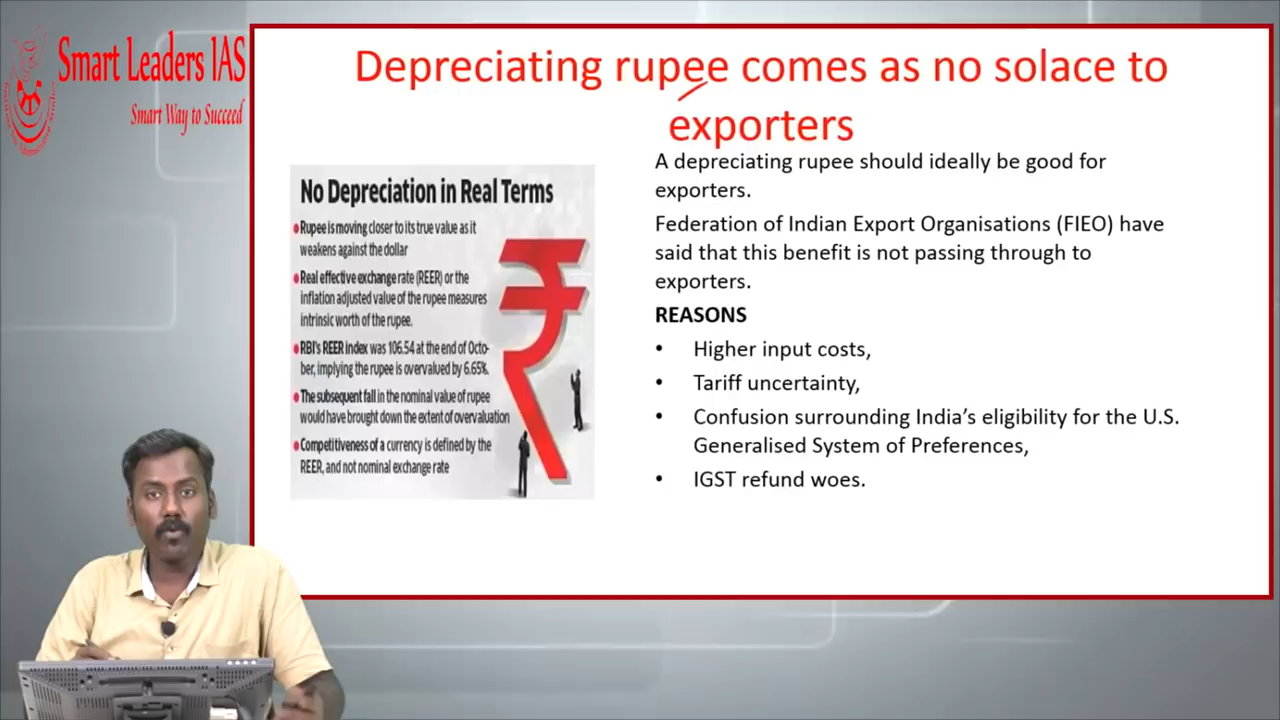 Smart Leaders IAS
Smart Way to Succeed
Depreciating rupee comes as no solace to
exporters
No Depreciation in Real Terms
Rupee is moving closer to its true value as it
weakens against the dollar
Real effective exchange rate (REER) or the
inflation adjusted value of the rupee measures
intrinsic worth of the rupee.
RBI's REER index was 106.54 at the end of Octo-
ber, implying the rupee is overvalued by 6.65%.
The subsequent fall in the nominal value of rupee
would have brought down the extent of overvaluation
Competitiveness of a currency is defined by the
REER, and not nominal exchange rate
A depreciating rupee should ideally be good for
exporters.
Federation of Indian Export Organisations (FIEO) have
said that this benefit is not passing through to
exporters.
REASONS
• Higher input costs,
• Tariff uncertainty,
• Confusion surrounding India’s eligibility for the U.S.
Generalised System of Preferences,
• IGST refund woes.